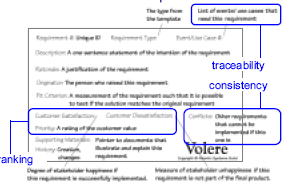 The type from
the template
List of events/use cases that
need this requirement
Requirement #: Unique ID Requirement Type: Event/Use Case #:
Description: A one sentence statement of the intention of the requirement
traceability
Rationale: A justification of the requirement
consistency
Origination: The person who raised this requirement
Fit Criterion: A measurement of the requirement such that it is possible
to test if the solution matches the original requirement
Customer Satisfaction: Customer Dissatisfaction:
Conflicts: Other requirements
that cannot be
implemented if this
one is
Priority: A rating of the customer value
ranking
Supporting Materials: Pointer to documents that
illustrate and explain this
requirement
History: Creation,
changes
Volere
Copyright © Atlantic Systems Guild
Degree of stakeholder happiness if
this requirement is successfully implemented.
Measure of stakeholder unhappiness if this
requirement is not part of the final product.